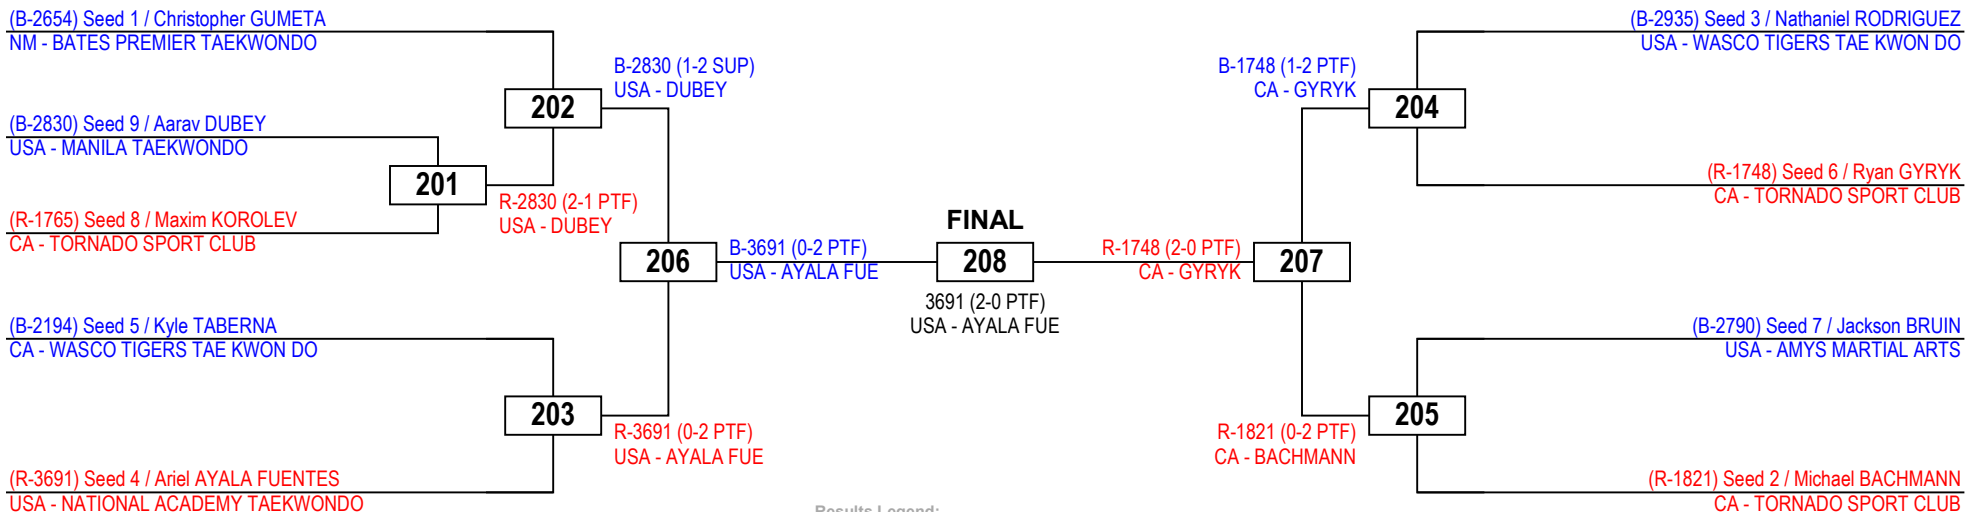 (B-2654) Seed 1 / Christopher GUMETA
NM - BATES PREMIER TAEKWONDO
B-2830 (1-2 SUP)
USA - DUBEY
202
(B-2830) Seed 9 / Aarav DUBEY
USA - MANILA TAEKWONDO
201
R-2830 (2-1 PTF)
USA - DUBEY
(R-1765) Seed 8 / Maxim KOROLEV
CA - TORNADO SPORT CLUB
206
B-3691 (0-2 PTF)
USA - AYALA FUE
(B-2194) Seed 5 / Kyle TABERNA
CA - WASCO TIGERS TAE KWON DO
203
R-3691 (0-2 PTF)
USA - AYALA FUE
(R-3691) Seed 4 / Ariel AYALA FUENTES
USA - NATIONAL ACADEMY TAEKWONDO
FINAL
208
3691 (2-0 PTF)
USA - AYALA FUE
(B-2935) Seed 3 / Nathaniel RODRIGUEZ
USA - WASCO TIGERS TAE KWON DO
B-1748 (1-2 PTF)
CA - GYRYK
204
(R-1748) Seed 6 / Ryan GYRYK
CA - TORNADO SPORT CLUB
R-1748 (2-0 PTF)
CA - GYRYK
207
(B-2790) Seed 7 / Jackson BRUIN
USA - AMYS MARTIAL ARTS
205
R-1821 (0-2 PTF)
CA - BACHMANN
(R-1821) Seed 2 / Michael BACHMANN
CA - TORNADO SPORT CLUB
Results Legend: